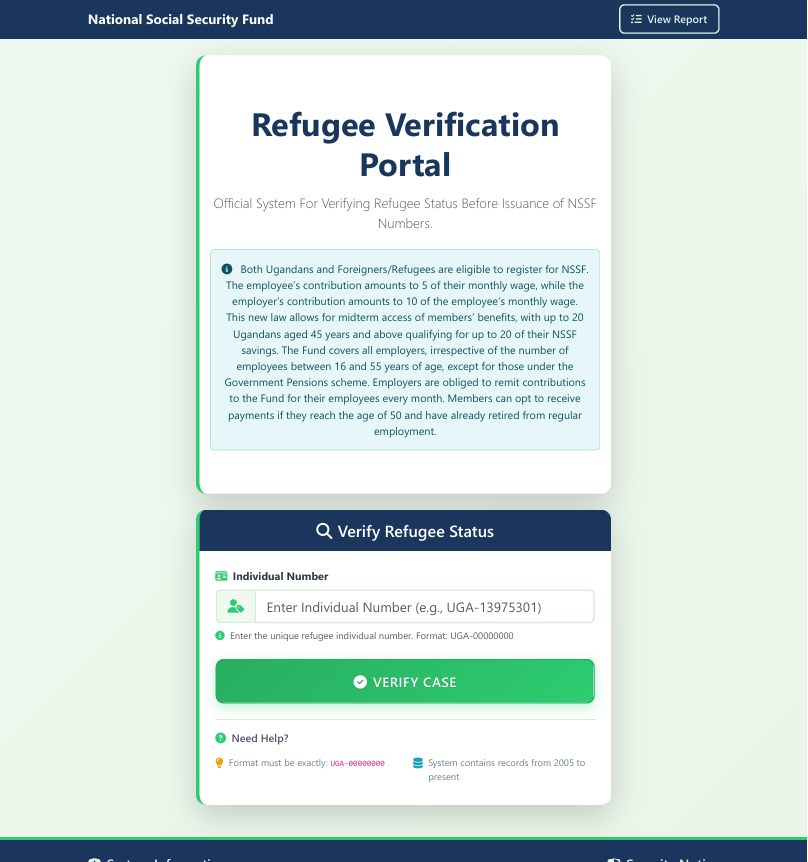 National Social Security Fund
View Report
Refugee Verification
Portal
Official System For Verifying Refugee Status Before Issuance of NSSF
Numbers.
Both Ugandans and Foreigners/Refugees are eligible to register for NSSF.
The employee's contribution amounts to 5 of their monthly wage, while the
employer's contribution amounts to 10 of the employee's monthly wage.
This new law allows for midterm access of members' benefits, with up to 20
Ugandans aged 45 years and above qualifying for up to 20 of their NSSF
savings. The Fund covers all employers, irrespective of the number of
employees between 16 and 55 years of age, except for those under the
Government Pensions scheme. Employers are obliged to remit contributions
to the Fund for their employees every month. Members can opt to receive
payments if they reach the age of 50 and have already retired from regular
employment.
Verify Refugee Status
Individual Number
Enter Individual Number (e.g., UGA-13975301)
Enter the unique refugee individual number. Format: UGA-00000000
VERIFY CASE
Need Help?
Format must be exactly: UGA-00000000
System contains records from 2005 to
present